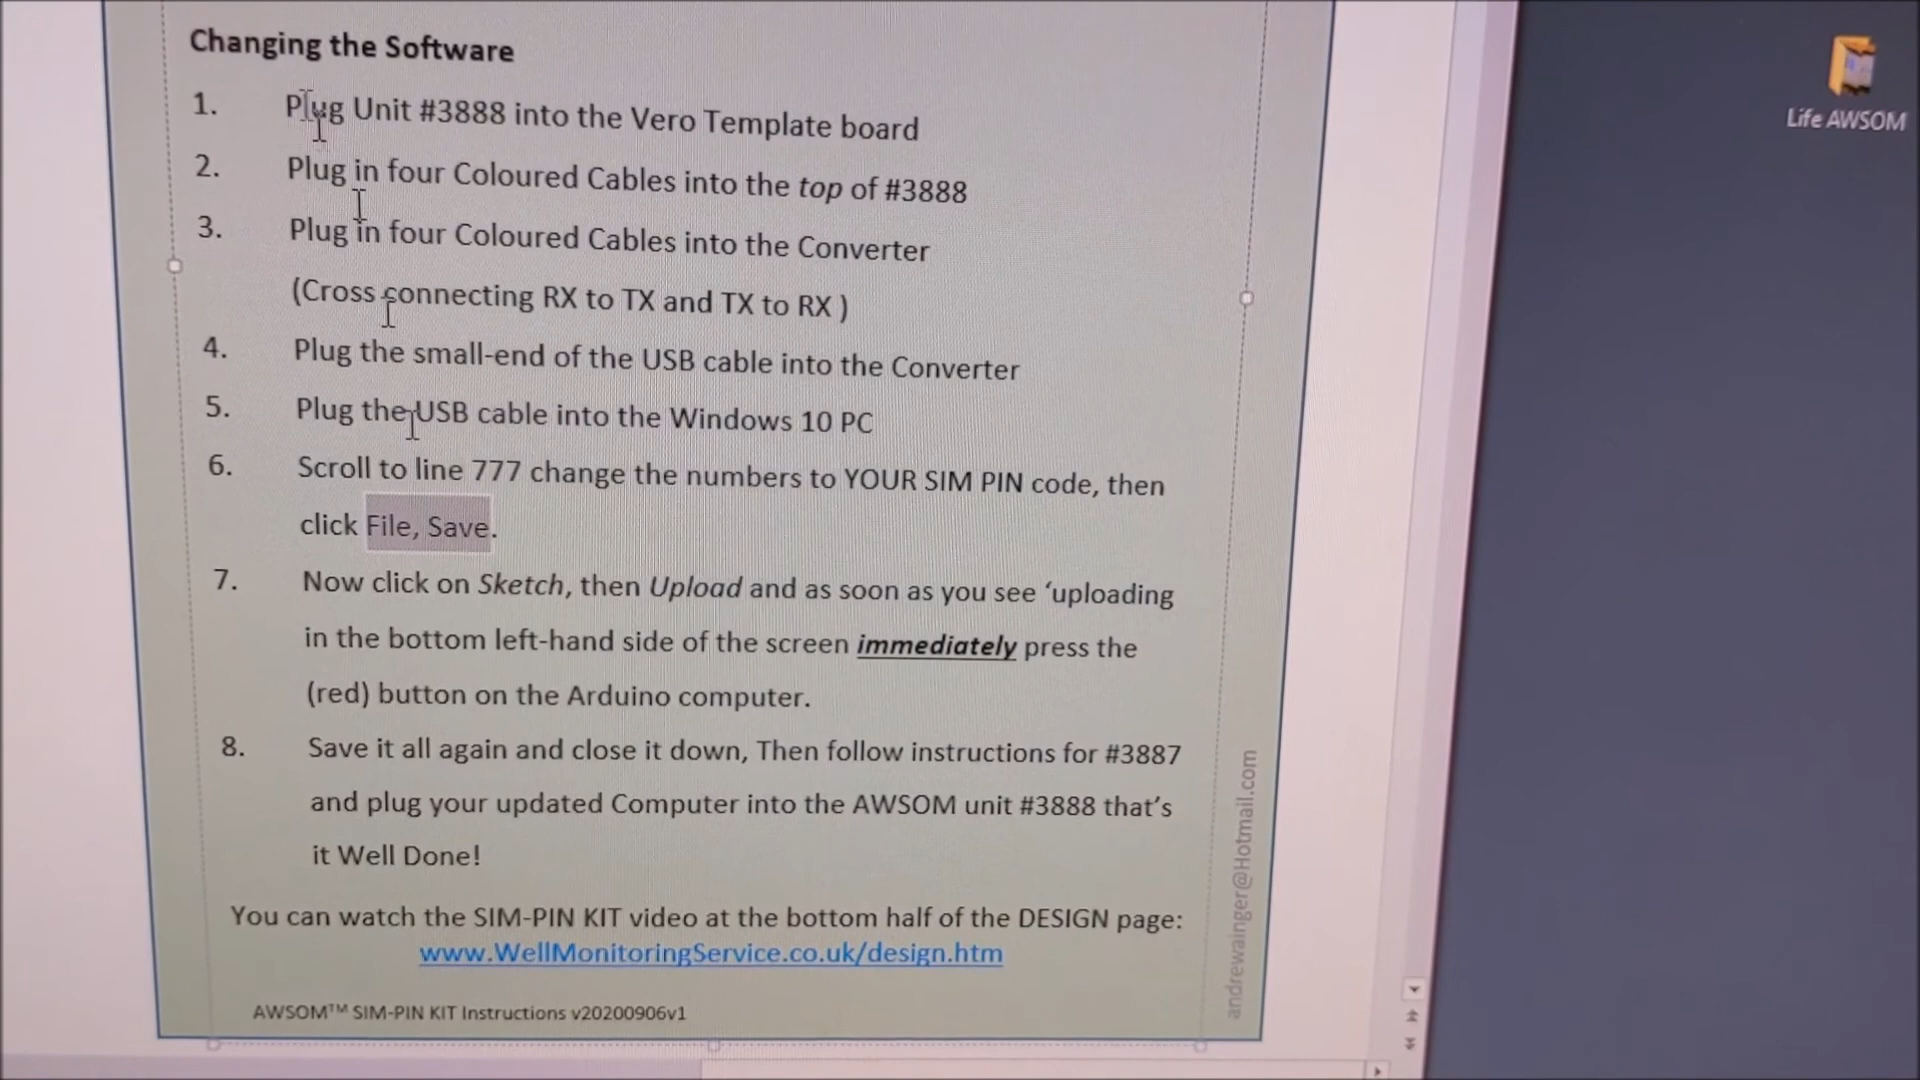 Changing the Software
1. Plug Unit #3888 into the Vero Template board
2. Plug in four Coloured Cables into the top of #3888
3. Plug in four Coloured Cables into the Converter
(Cross connecting RX to TX and TX to RX )
4. Plug the small-end of the USB cable into the Converter
5. Plug the USB cable into the Windows 10 PC
6. Scroll to line 777 change the numbers to YOUR SIM PIN code, then
click File, Save.
7. Now click on Sketch, then Upload and as soon as you see ‘uploading
in the bottom left-hand side of the screen immediately press the
(red) button on the Arduino computer.
8. Save it all again and close it down, Then follow instructions for #3887
and plug your updated Computer into the AWSOM unit #3888 that’s
it Well Done!
You can watch the SIM-PIN KIT video at the bottom half of the DESIGN page:
www.WellMonitoringService.co.uk/design.htm
AWSOM™ SIM-PIN KIT Instructions v20200906v1
andrewainger@Hotmail.com
Life AWSOM